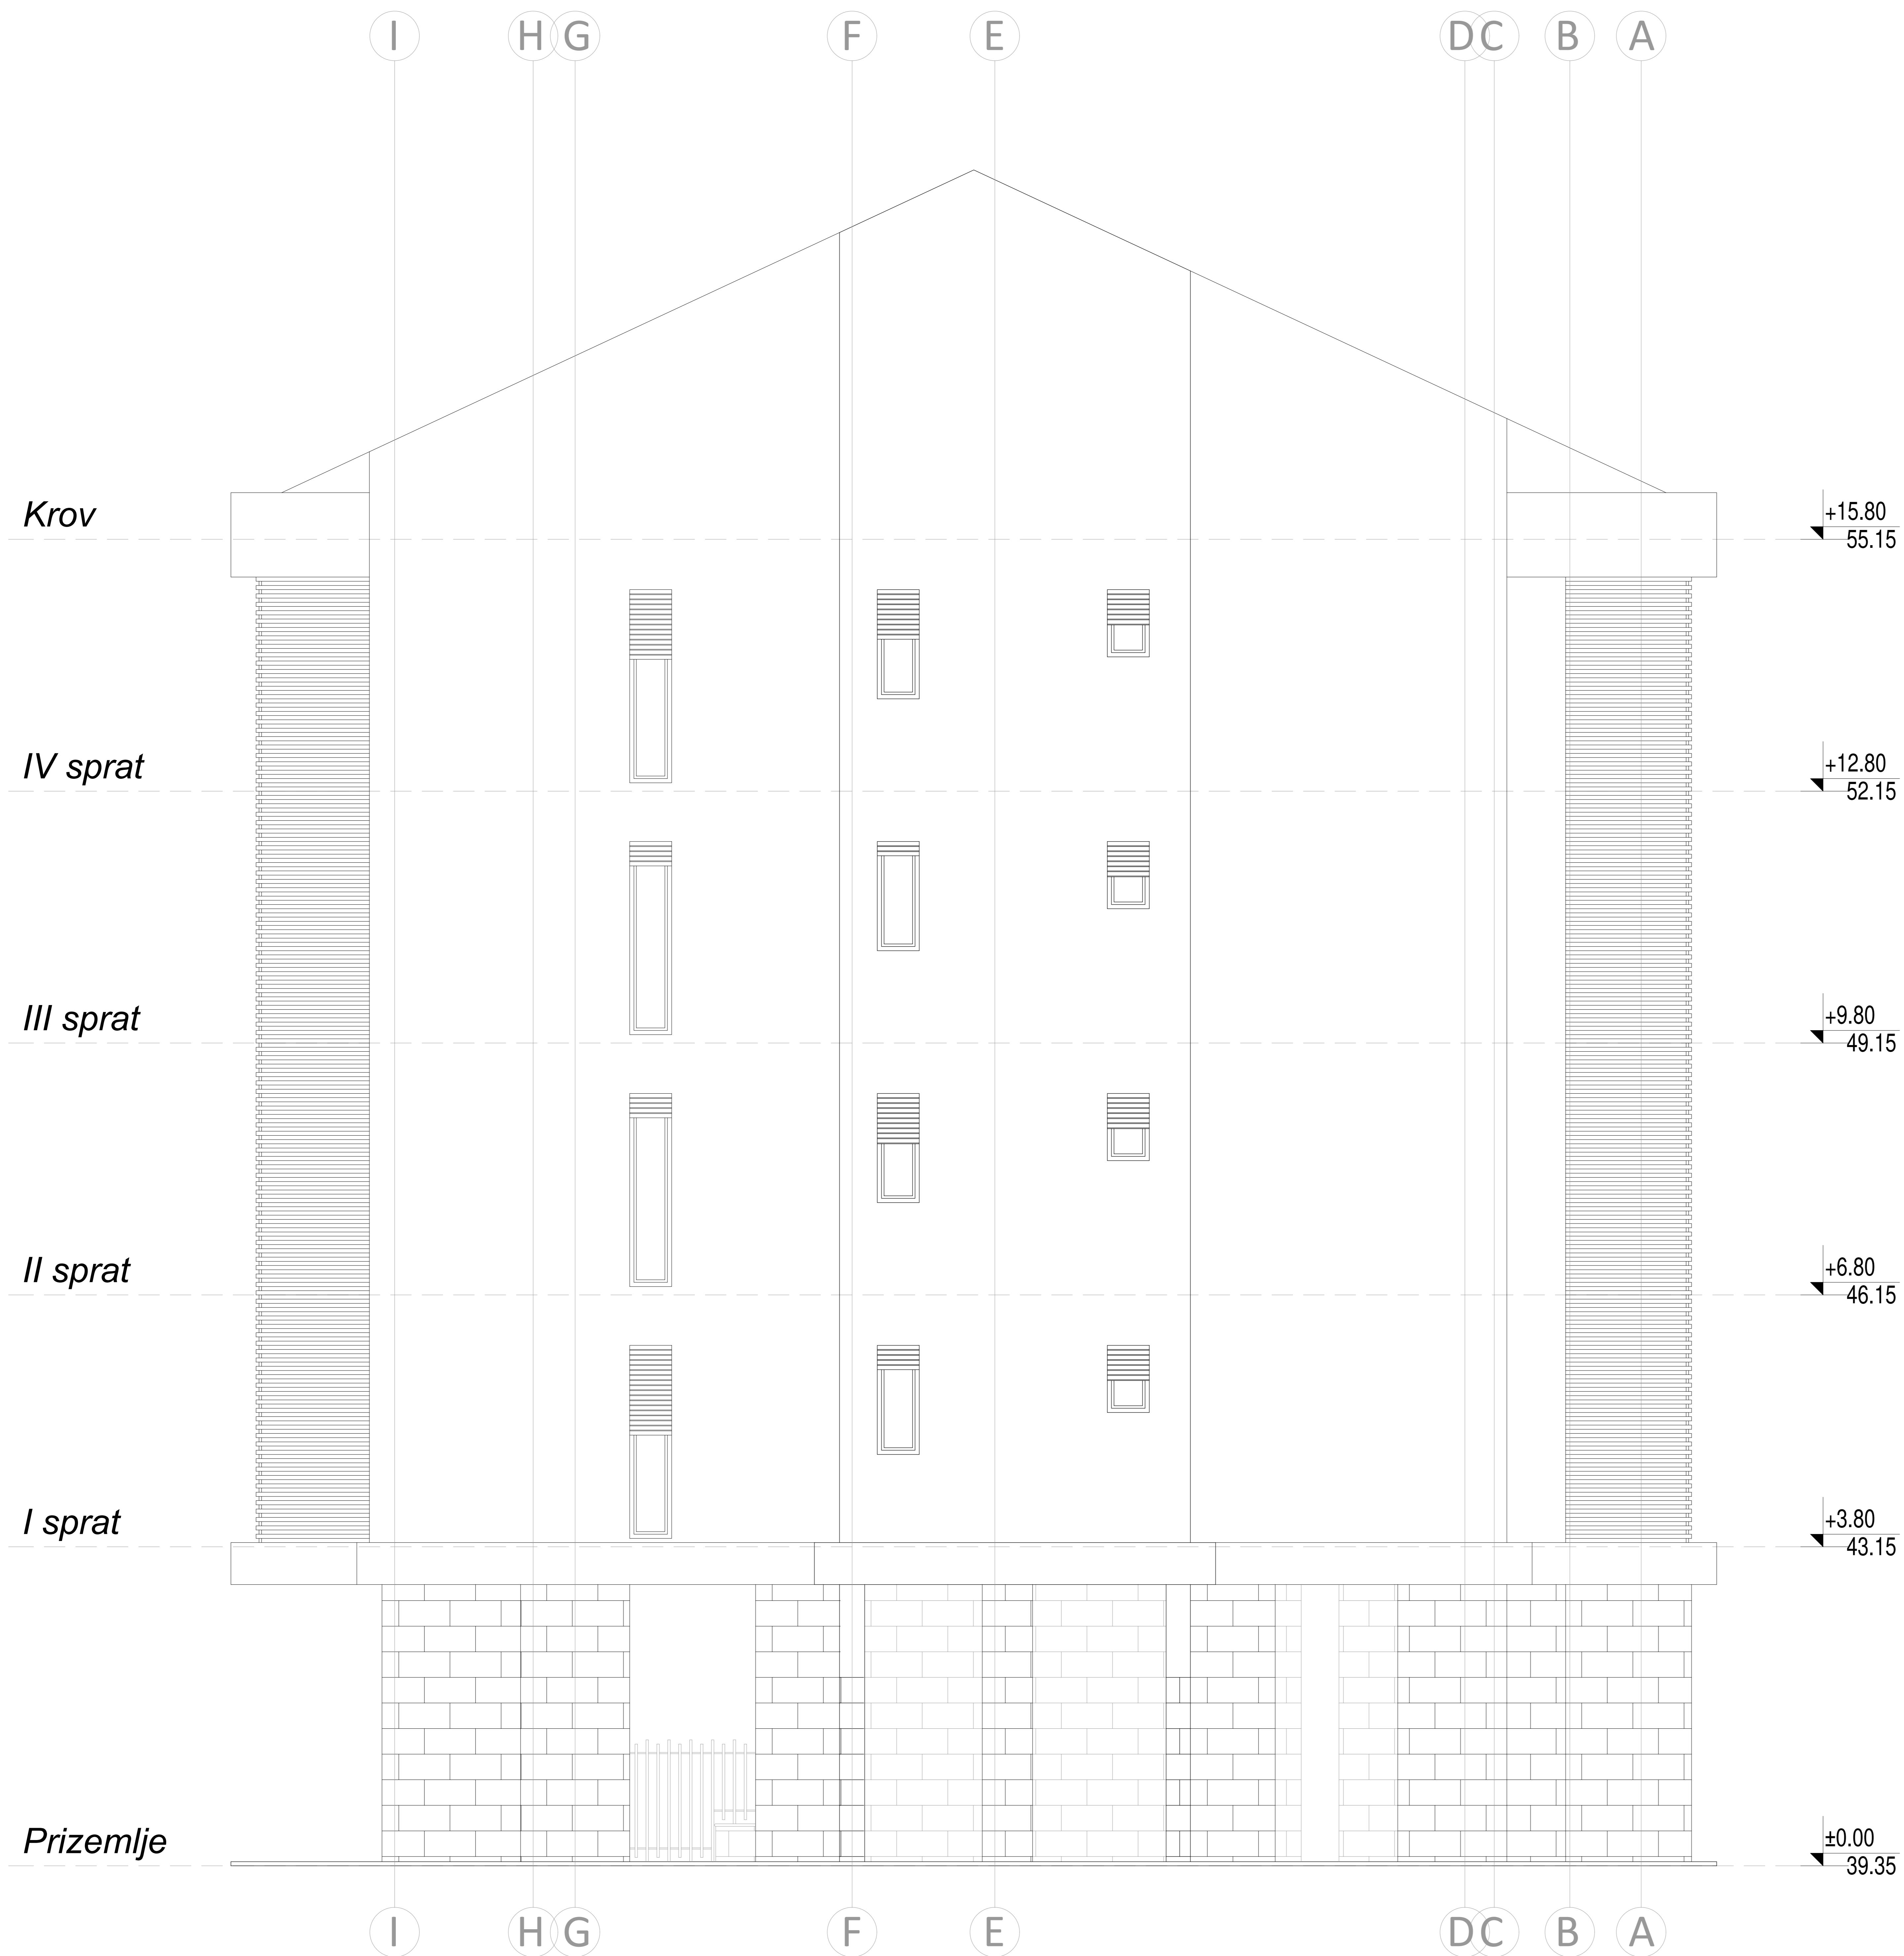 I H G F E D C B A
Krov +15.80
55.15
IV sprat +12.80
52.15
III sprat +9.80
49.15
II sprat +6.80
46.15
I sprat +3.80
43.15
Prizemlje ±0.00
39.35
I H G F E D C B A